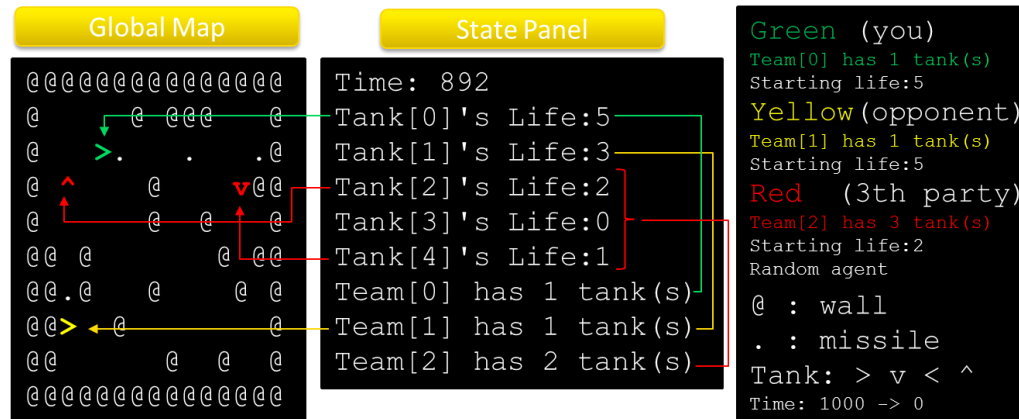 Global Map
@@@@@@@@@@@@@@@
@     @ @@@   @
@   >.   .   .@
@ ^    @    v@@
@      @  @   @
@@ @       @ @@
@@.@   @    @ @
@@>  @        @
@@      @  @  @
@@@@@@@@@@@@@@@
State Panel
Time: 892
Tank[0]'s Life:5
Tank[1]'s Life:3
Tank[2]'s Life:2
Tank[3]'s Life:0
Tank[4]'s Life:1
Team[0] has 1 tank(s)
Team[1] has 1 tank(s)
Team[2] has 2 tank(s)
Green (you)
Team[0] has 1 tank(s)
Starting life:5
Yellow(opponent)
Team[1] has 1 tank(s)
Starting life:5
Red (3th party)
Team[2] has 3 tank(s)
Starting life:2
Random agent
@ : wall
. : missile
Tank: > v < ^
Time: 1000 -> 0